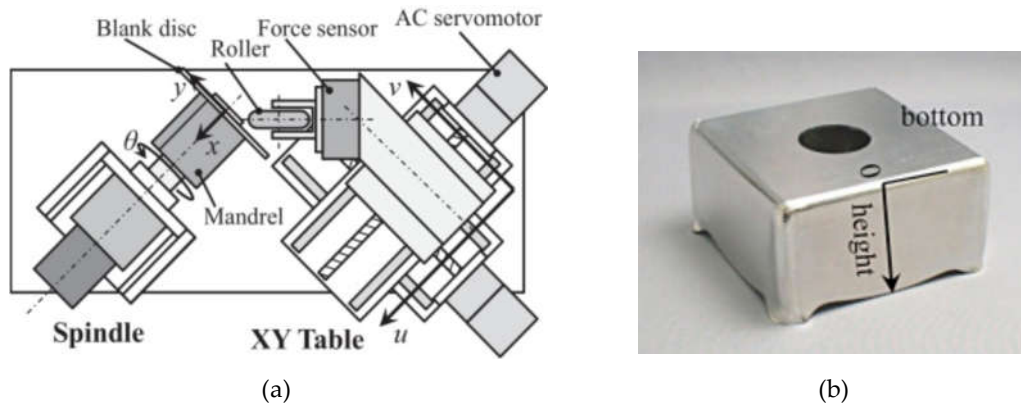 AC servomotor
Force sensor
Blank disc
Roller
y
v
x
θ
Mandrel
u
Spindle
XY Table
(a)
bottom
0
height
(b)